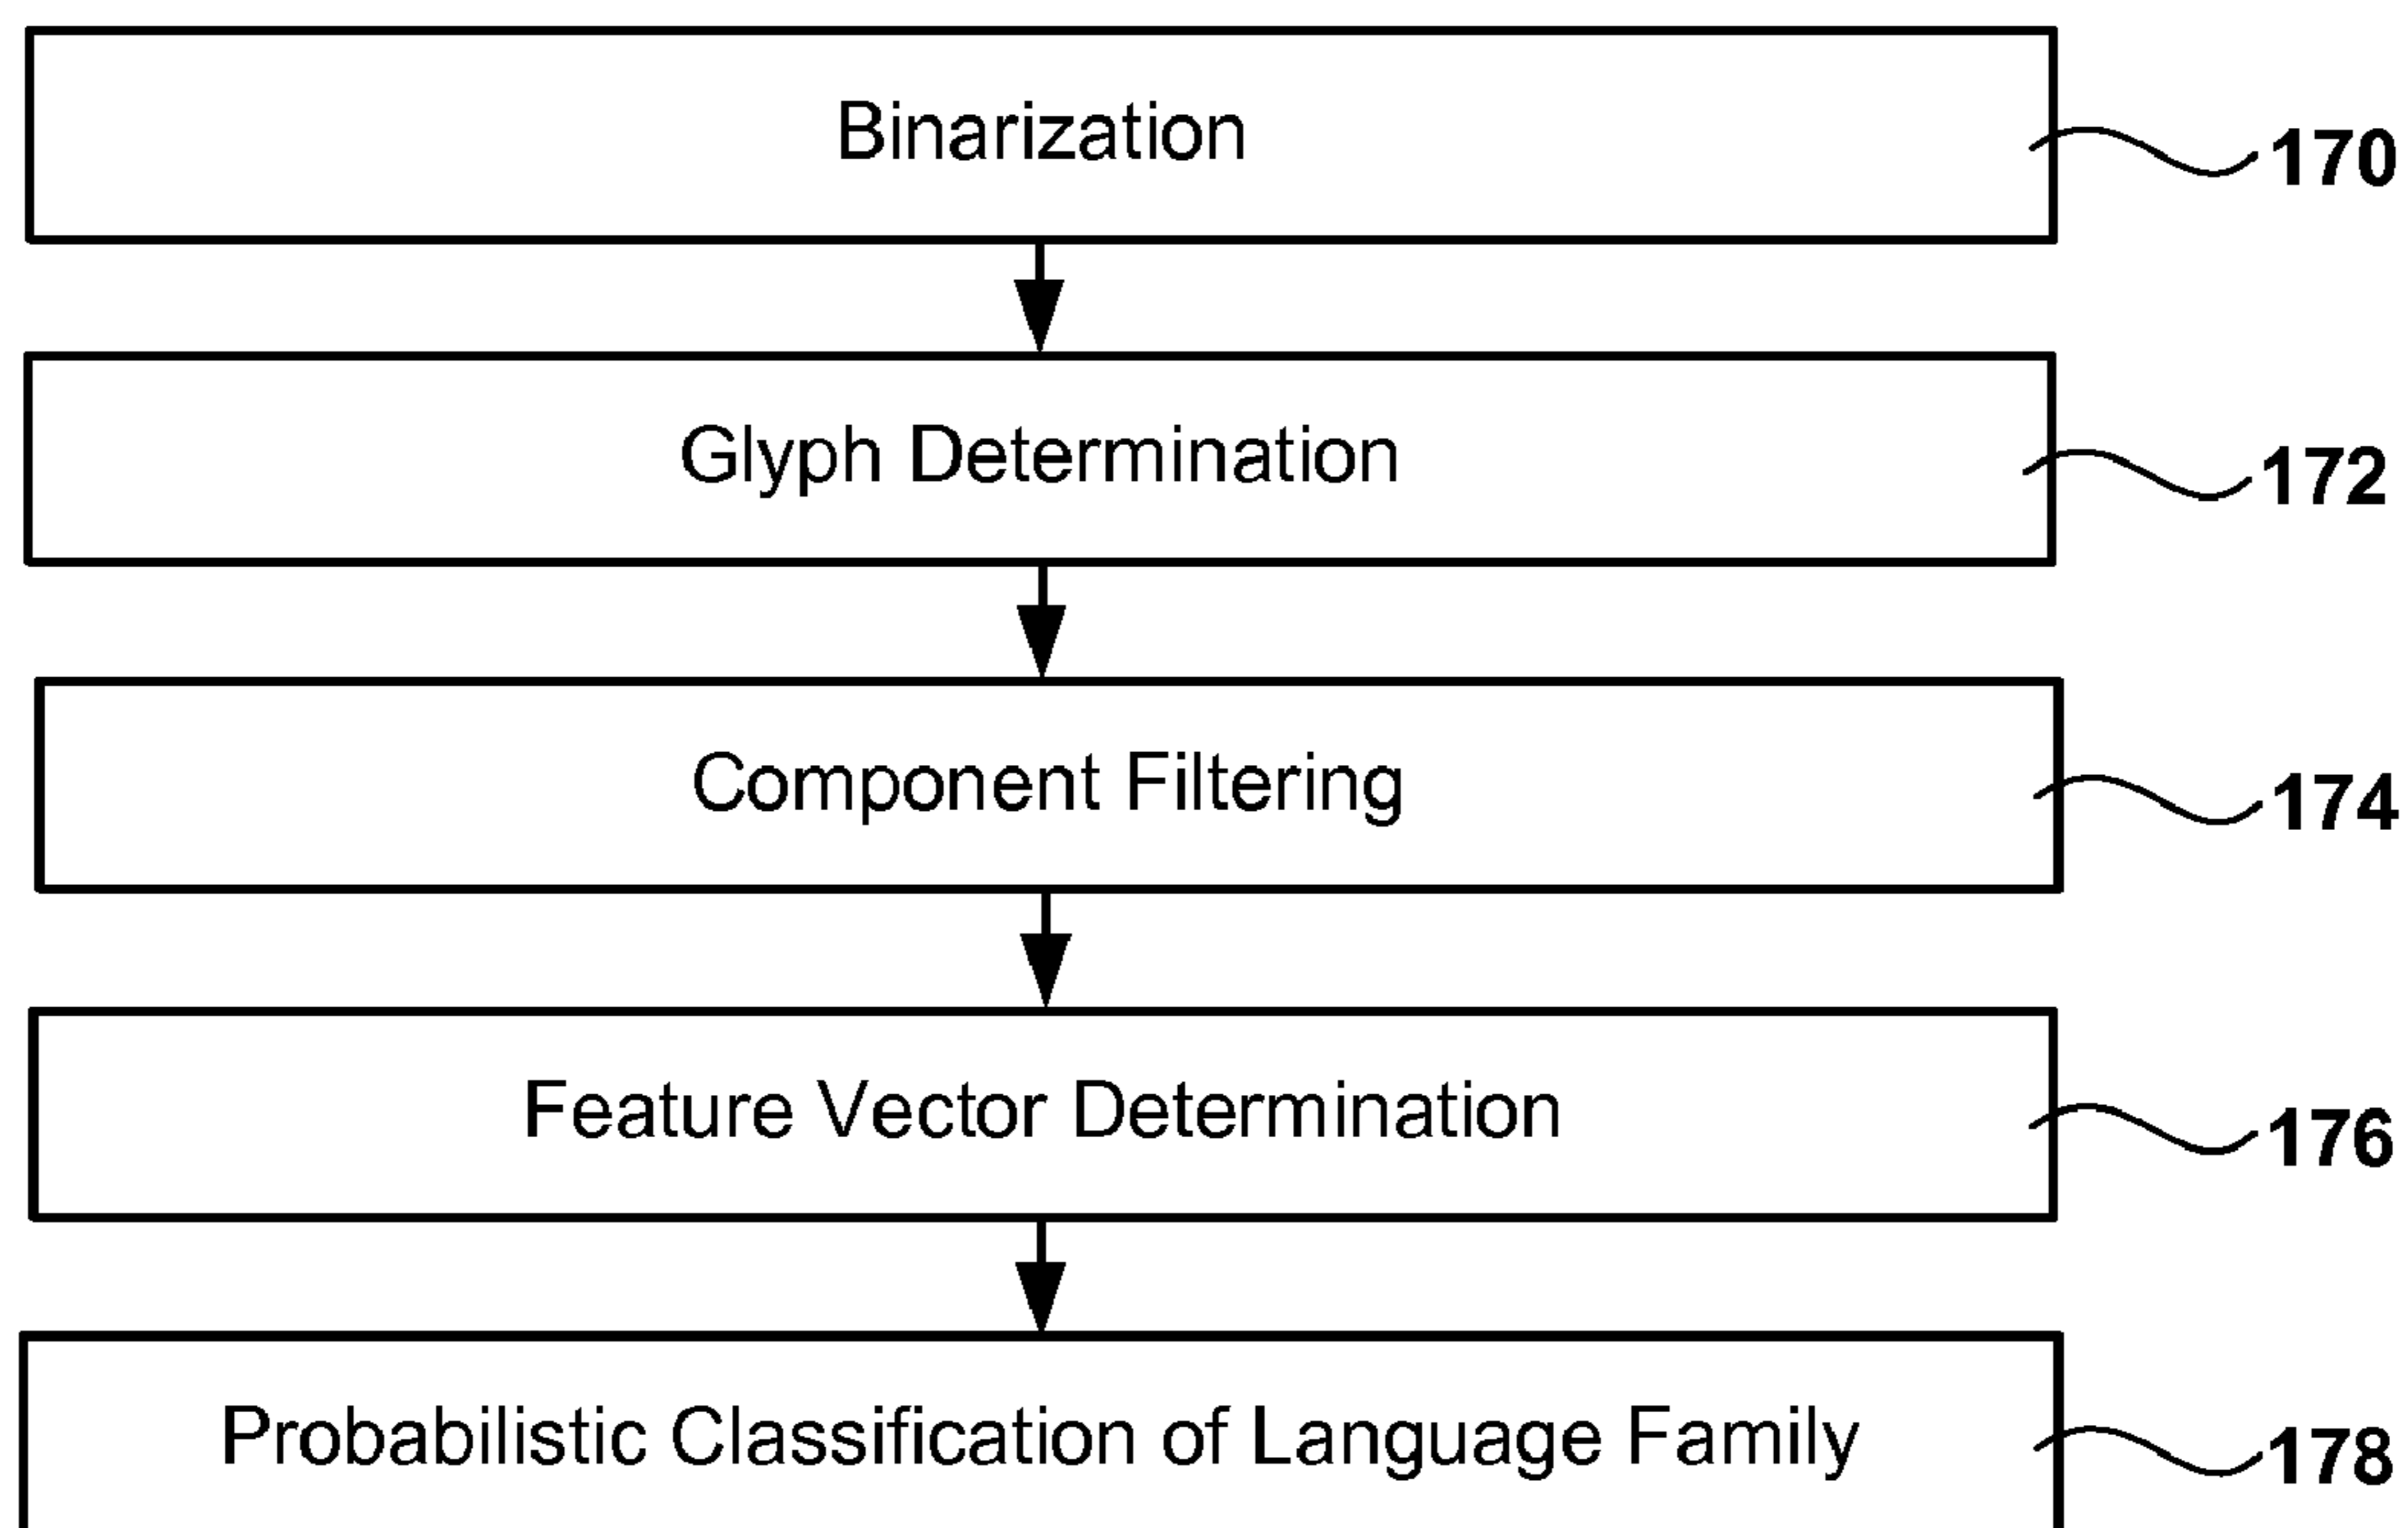 Binarization
170
Glyph Determination
172
Component Filtering
174
Feature Vector Determination
176
Probabilistic Classification of Language Family
178